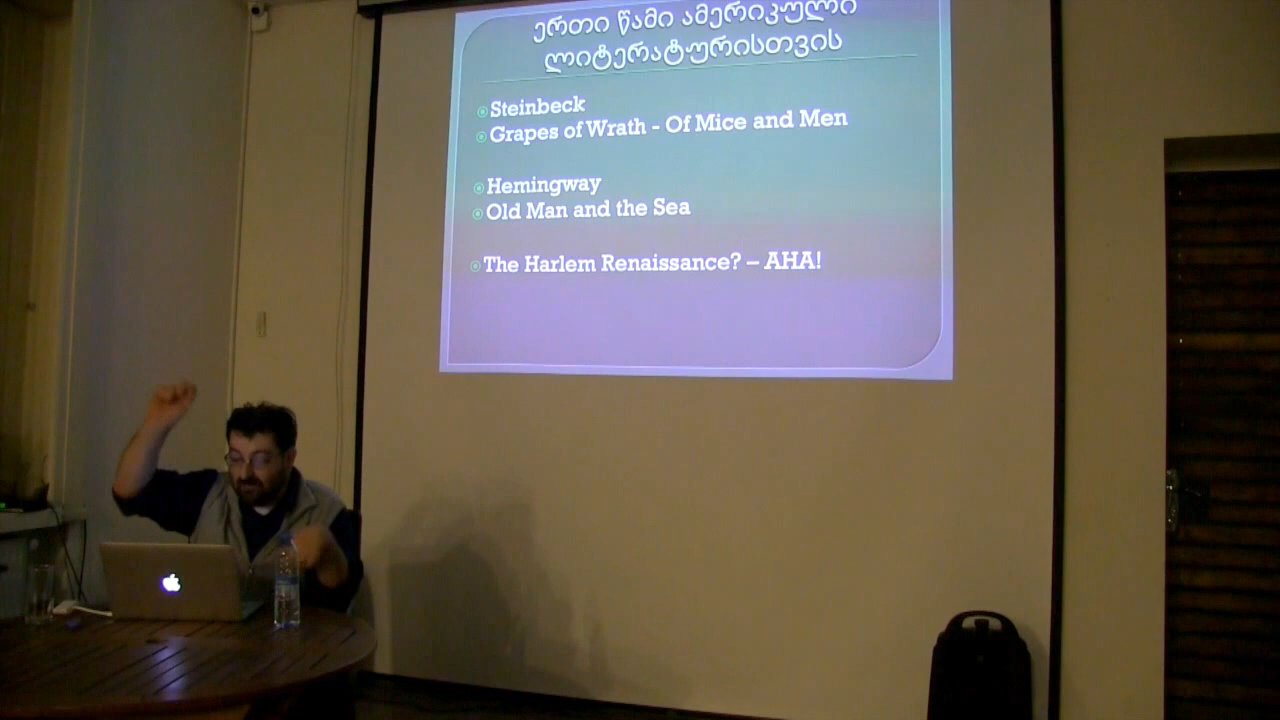 ერთი წამი ამერიკული
ლიტერატურისთვის
Steinbeck
Grapes of Wrath - Of Mice and Men
Hemingway
Old Man and the Sea
The Harlem Renaissance? – AHA!